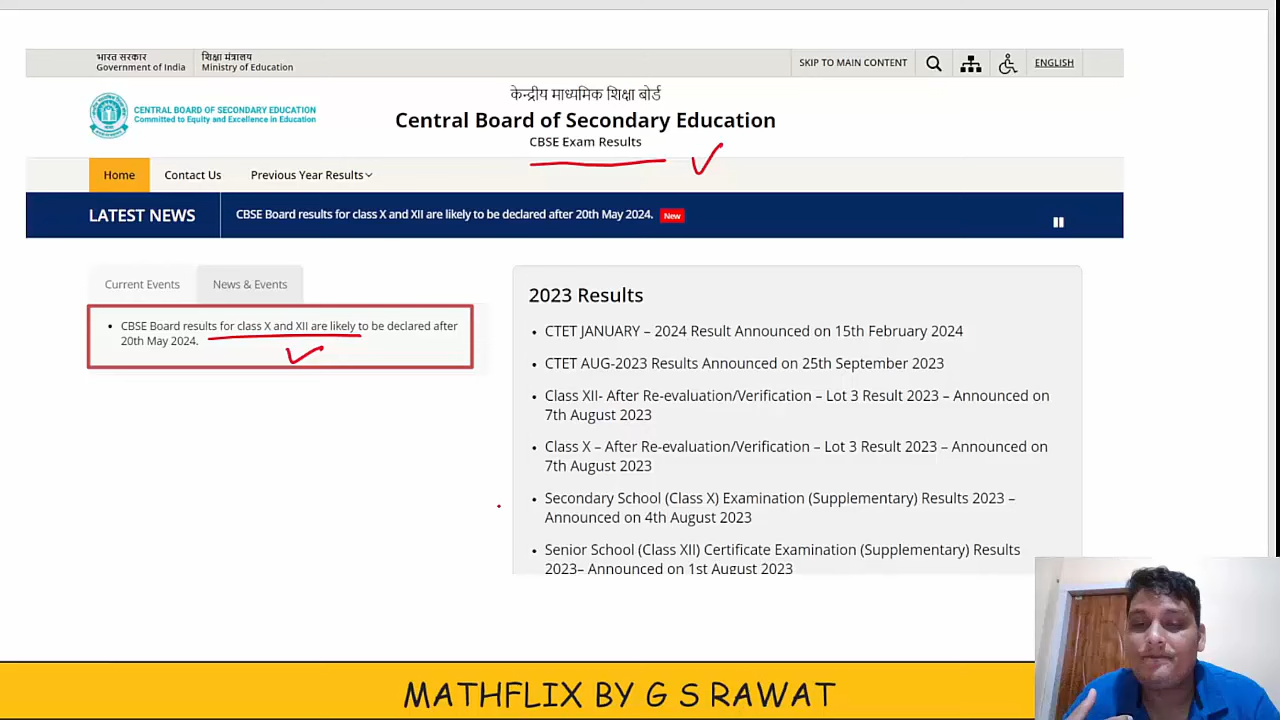 भारत सरकार
Government of India
शिक्षा मंत्रालय
Ministry of Education
SKIP TO MAIN CONTENT
ENGLISH
CENTRAL BOARD OF SECONDARY EDUCATION
Committed to Equity and Excellence in Education
केन्द्रीय माध्यमिक शिक्षा बोर्ड
Central Board of Secondary Education
CBSE Exam Results
Home
Contact Us
Previous Year Results
LATEST NEWS
CBSE Board results for class X and XII are likely to be declared after 20th May 2024.
New
Current Events
News & Events
CBSE Board results for class X and XII are likely to be declared after
20th May 2024.
2023 Results
CTET JANUARY – 2024 Result Announced on 15th February 2024
CTET AUG-2023 Results Announced on 25th September 2023
Class XII- After Re-evaluation/Verification – Lot 3 Result 2023 – Announced on
7th August 2023
Class X – After Re-evaluation/Verification – Lot 3 Result 2023 – Announced on
7th August 2023
Secondary School (Class X) Examination (Supplementary) Results 2023 –
Announced on 4th August 2023
Senior School (Class XII) Certificate Examination (Supplementary) Results
2023– Announced on 1st August 2023
MATHFLIX BY G S RAWAT